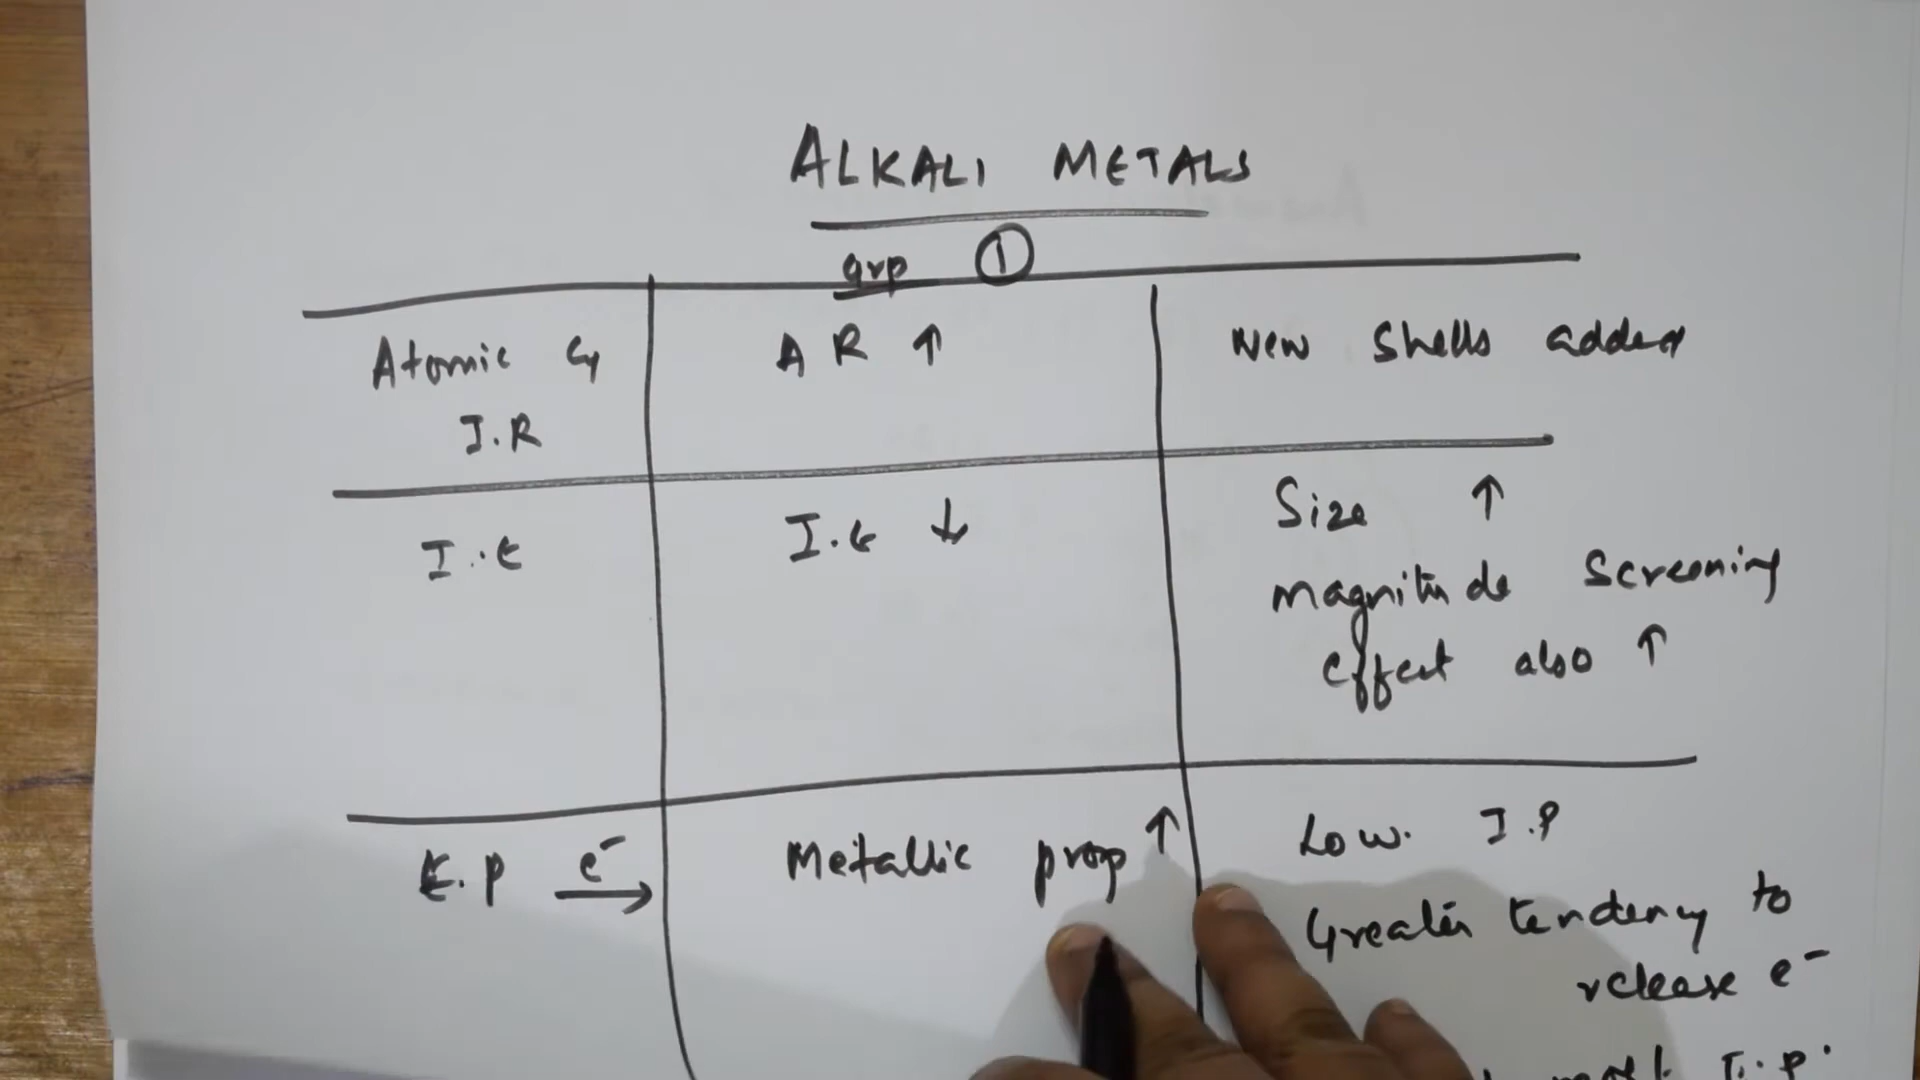 ALKALI METALS
grp ①
Atomic &
I.R
A R ↑
New Shells added
I.E
I.E ↓
Size ↑
magnitude screening
effect also ↑
E.P e⁻ →
Metallic prop ↑
Low. I.P
Greater tendency to
release e⁻
I.p.